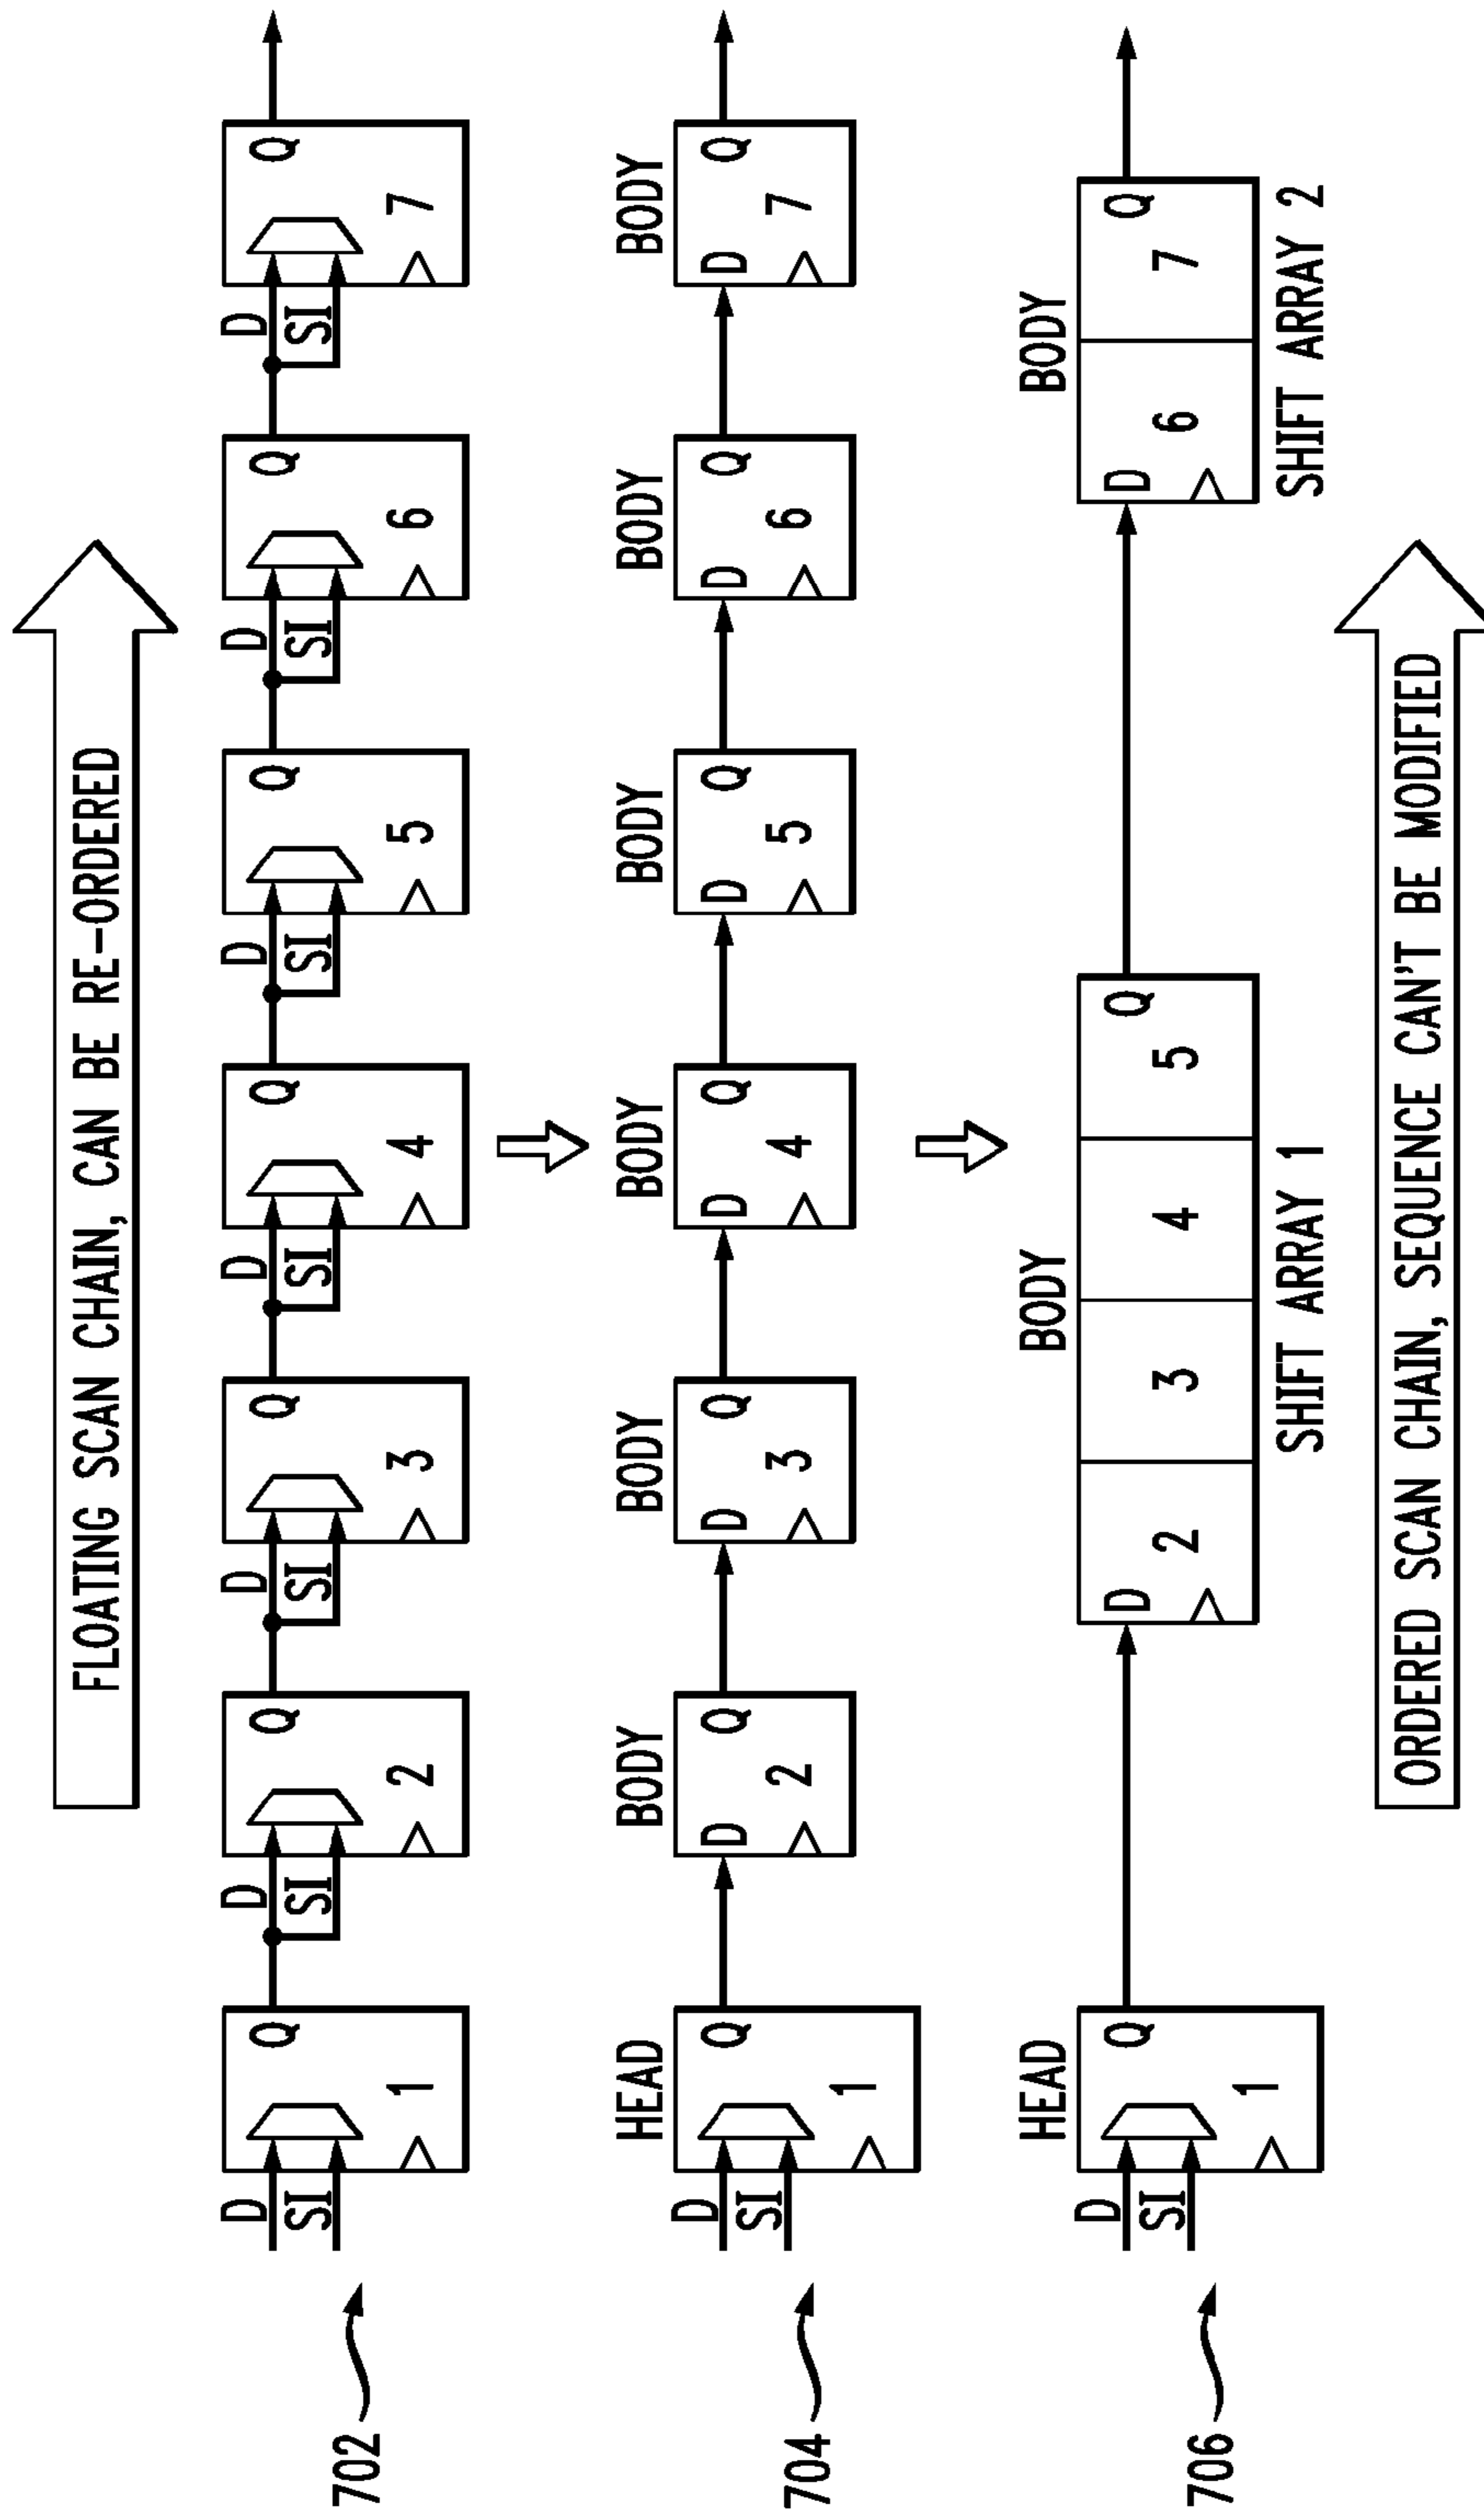 FLOATING SCAN CHAIN, CAN BE RE-ORDERED
702
D SI 1 Q
D SI 2 Q
D SI 3 Q
D SI 4 Q
D SI 5 Q
D SI 6 Q
D SI 7 Q
704
HEAD
D SI 1 Q
BODY
D 2 Q
BODY
D 3 Q
BODY
D 4 Q
BODY
D 5 Q
BODY
D 6 Q
BODY
D 7 Q
706
HEAD
D SI 1 Q
BODY
D 2 3 4 5 Q
SHIFT ARRAY 1
BODY
D 6 7 Q
SHIFT ARRAY 2
ORDERED SCAN CHAIN, SEQUENCE CAN'T BE MODIFIED